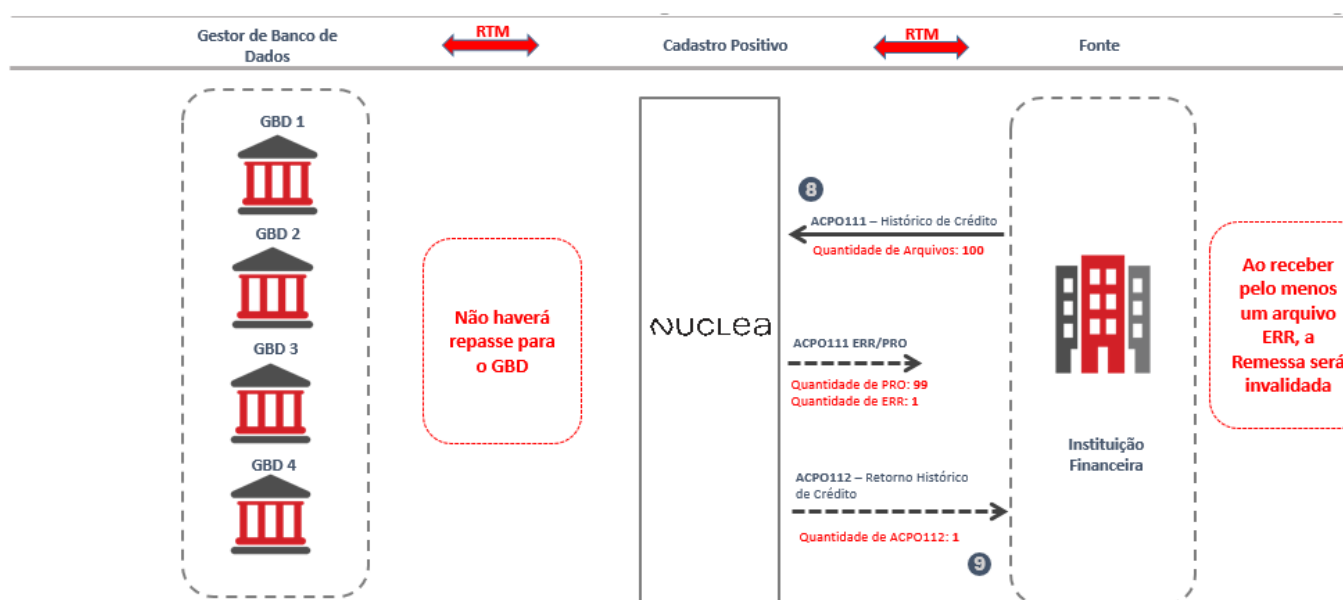 Gestor de Banco de
Dados
RTM
Cadastro Positivo
RTM
Fonte
GBD 1
GBD 2
GBD 3
GBD 4
Não haverá
repasse para
o GBD
NUCLEa
8
ACPO111 – Histórico de Crédito
Quantidade de Arquivos: 100
ACPO111 ERR/PRO
Quantidade de PRO: 99
Quantidade de ERR: 1
ACPO112 – Retorno Histórico
de Crédito
Quantidade de ACPO112: 1
9
Instituição
Financeira
Ao receber
pelo menos
um arquivo
ERR, a
Remessa será
invalidada